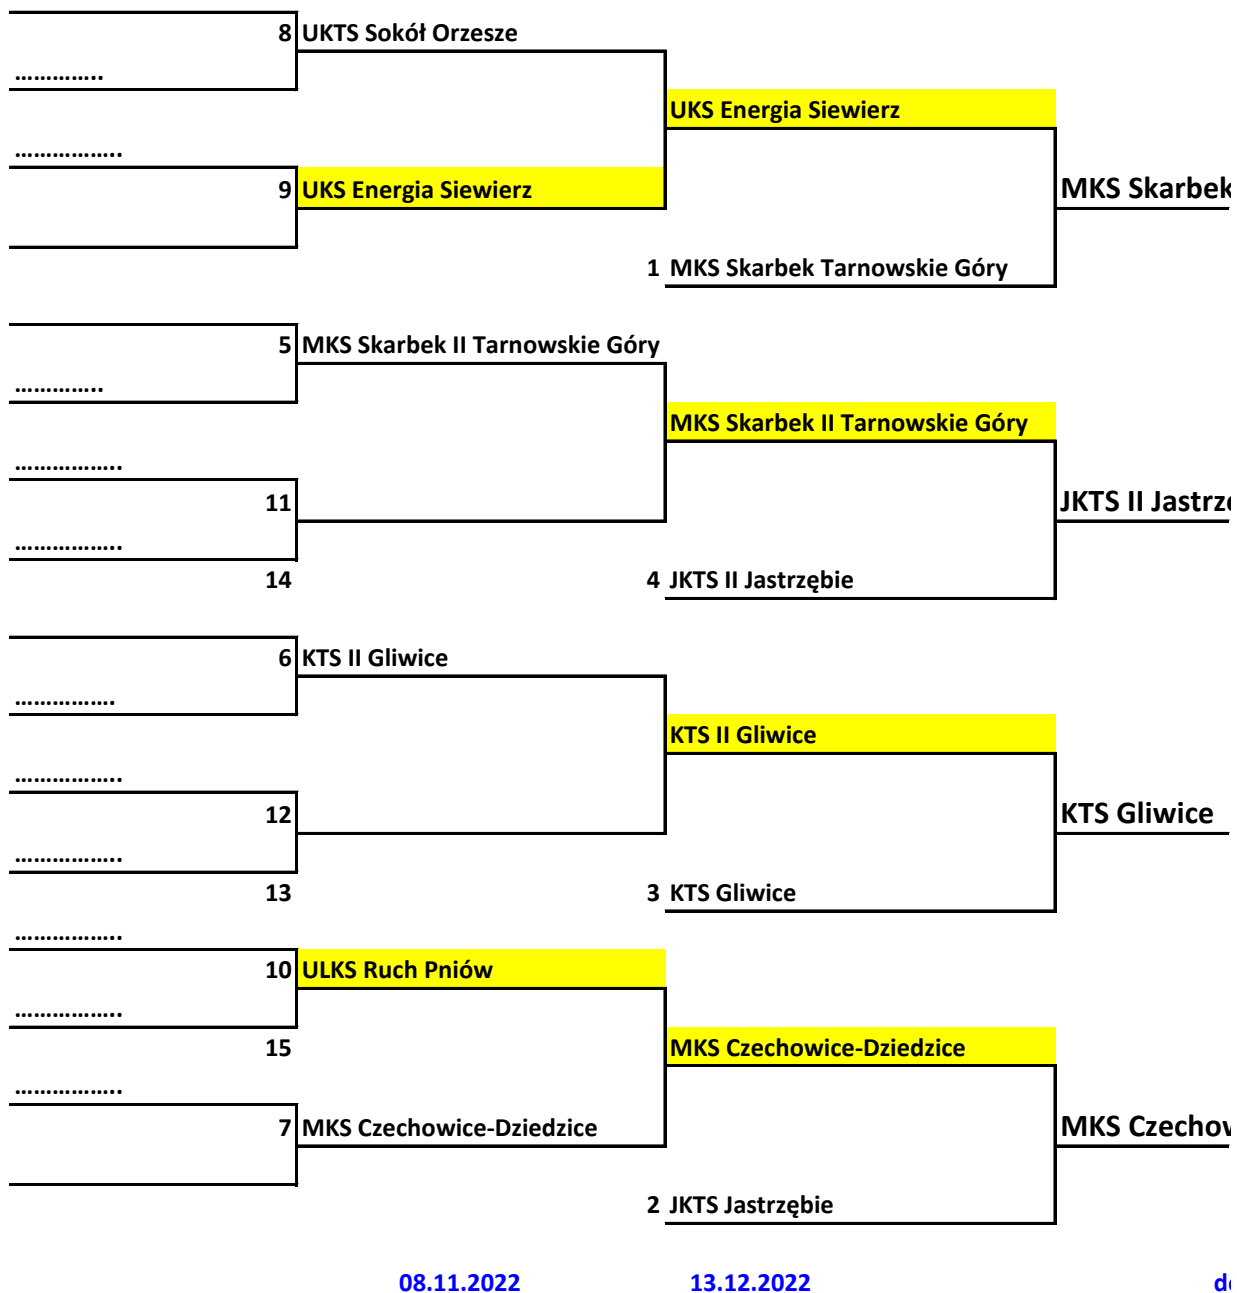 8 UKTS Sokół Orzesze
…………..
UKS Energia Siewierz
……………..
9 UKS Energia Siewierz
MKS Skarbek
1 MKS Skarbek Tarnowskie Góry
5 MKS Skarbek II Tarnowskie Góry
…………..
MKS Skarbek II Tarnowskie Góry
……………..
11
JKTS II
……………..
14
4 JKTS II Jastrzębie
6 KTS II Gliwice
…………….
KTS II Gliwice
……………..
12
KTS Gliwice
……………..
13
3 KTS Gliwice
……………..
10 ULKS Ruch Pniów
……………..
15
MKS Czechowice-Dziedzice
……………..
7 MKS Czechowice-Dziedzice
MKS
2 JKTS Jastrzębie
08.11.2022 13.12.2022